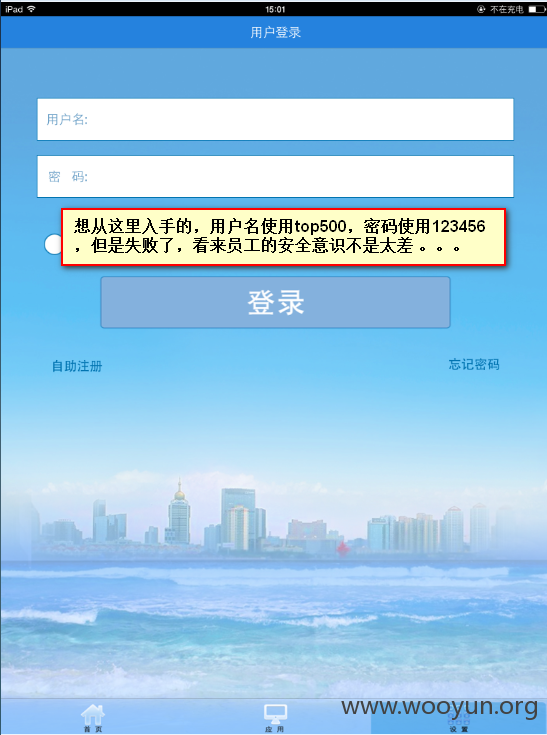 iPad 15:01 不在充电
用户登录
用户名:
密 码:
想从这里入手的，用户名使用top500，密码使用123456
，但是失败了，看来员工的安全意识不是太差 。。。
登录
自助注册 忘记密码
www.wooyun.org
首 页 应 用 设 置